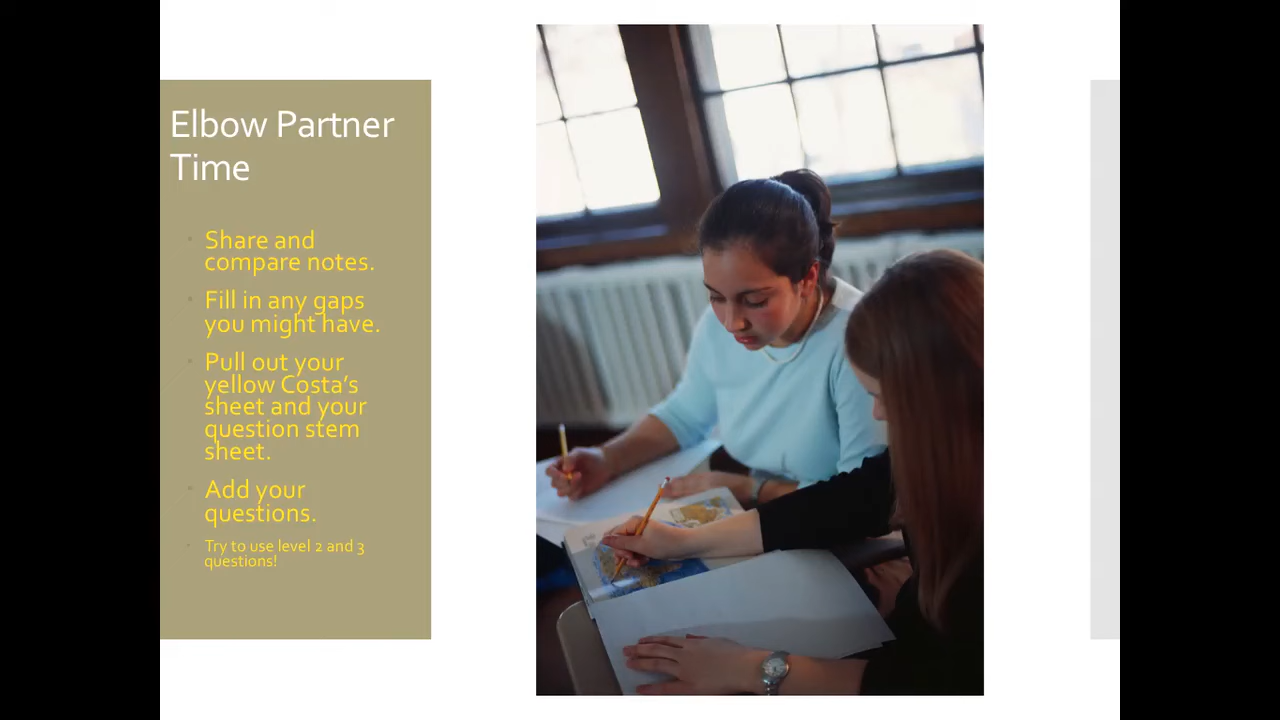 Elbow Partner
Time
Share and
compare notes.
Fill in any gaps
you might have.
Pull out your
yellow Costa’s
sheet and your
question stem
sheet.
Add your
questions.
Try to use level 2 and 3
questions!